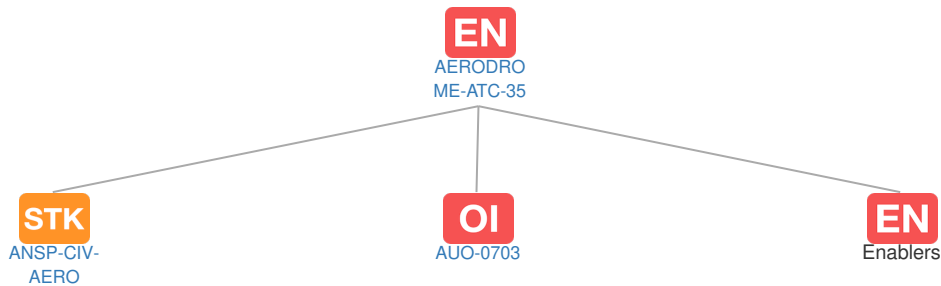 EN
AERODRO
ME-ATC-35
STK
ANSP-CIV-
AERO
OI
AUO-0703
EN
Enablers